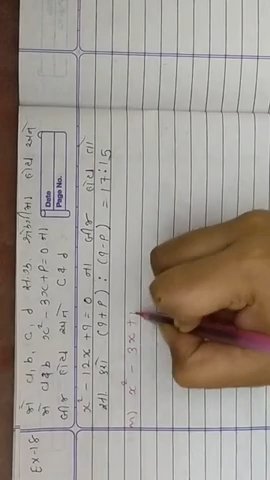 Ex-18 જો a, b, c, d સમ. શ્રેણીમાં હોય અને
જો a અને b x² - 3x + P = 0 ના
બીજ હોય અને c અને d
x² - 12x + q = 0 ના બીજ હોય તો
સા. કરો (q+P) : (q-P) = 17:15
x² - 3x +
Date
Page No.